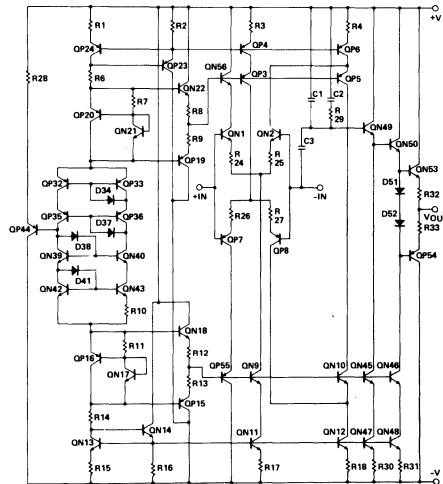 +V
R1
R2
R3
R4
QP24
QP23
QP4
QP6
R28
R6
QN22
QN56
QP3
QP5
R7
R8
C1
C2
QP20
QN21
R9
QN1
QN2
R
29
QN49
QN50
QP19
R
24
R
25
C3
QN53
QP32
QP33
D34
+IN
-IN
D51
R32
QP35
QP36
D37
R26
R
27
D52
VOUT
R33
QP44
D38
QP7
QP8
QP54
QN39
QN40
D41
QN42
QN43
R10
QN18
R11
R12
QP16
QN17
R13
QP55
QN9
QN10
QN45
QN46
R14
QP15
QN14
QN13
QN11
QN12
QN47
QN48
R15
R16
R17
R18
R30
R31
-V